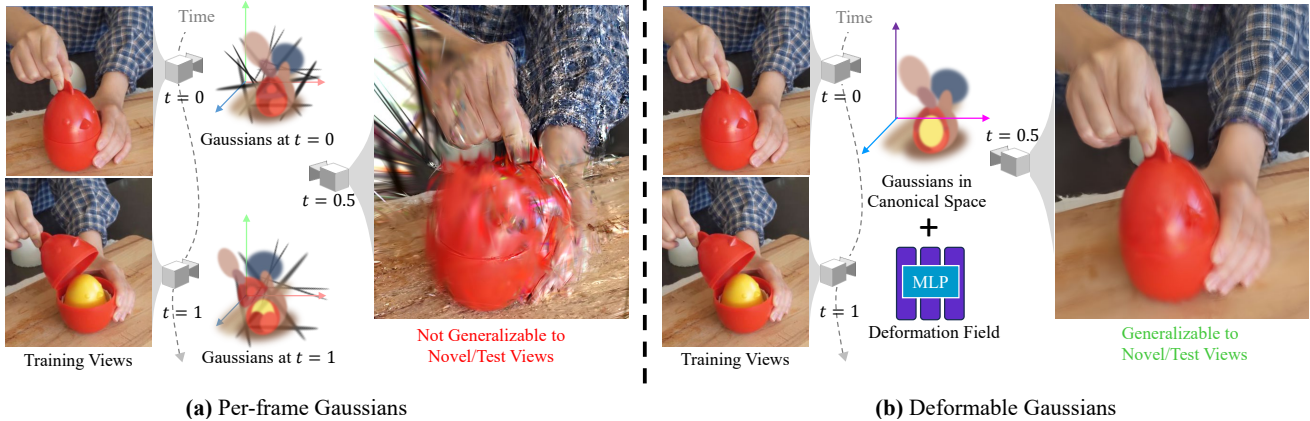 Time
t = 0
Gaussians at t = 0
t = 0.5
t = 1
Training Views
Gaussians at t = 1
Not Generalizable to
Novel/Test Views
(a) Per-frame Gaussians
Time
t = 0
t = 0.5
Gaussians in
Canonical Space
+
MLP
t = 1
Deformation Field
Training Views
Generalizable to
Novel/Test Views
(b) Deformable Gaussians